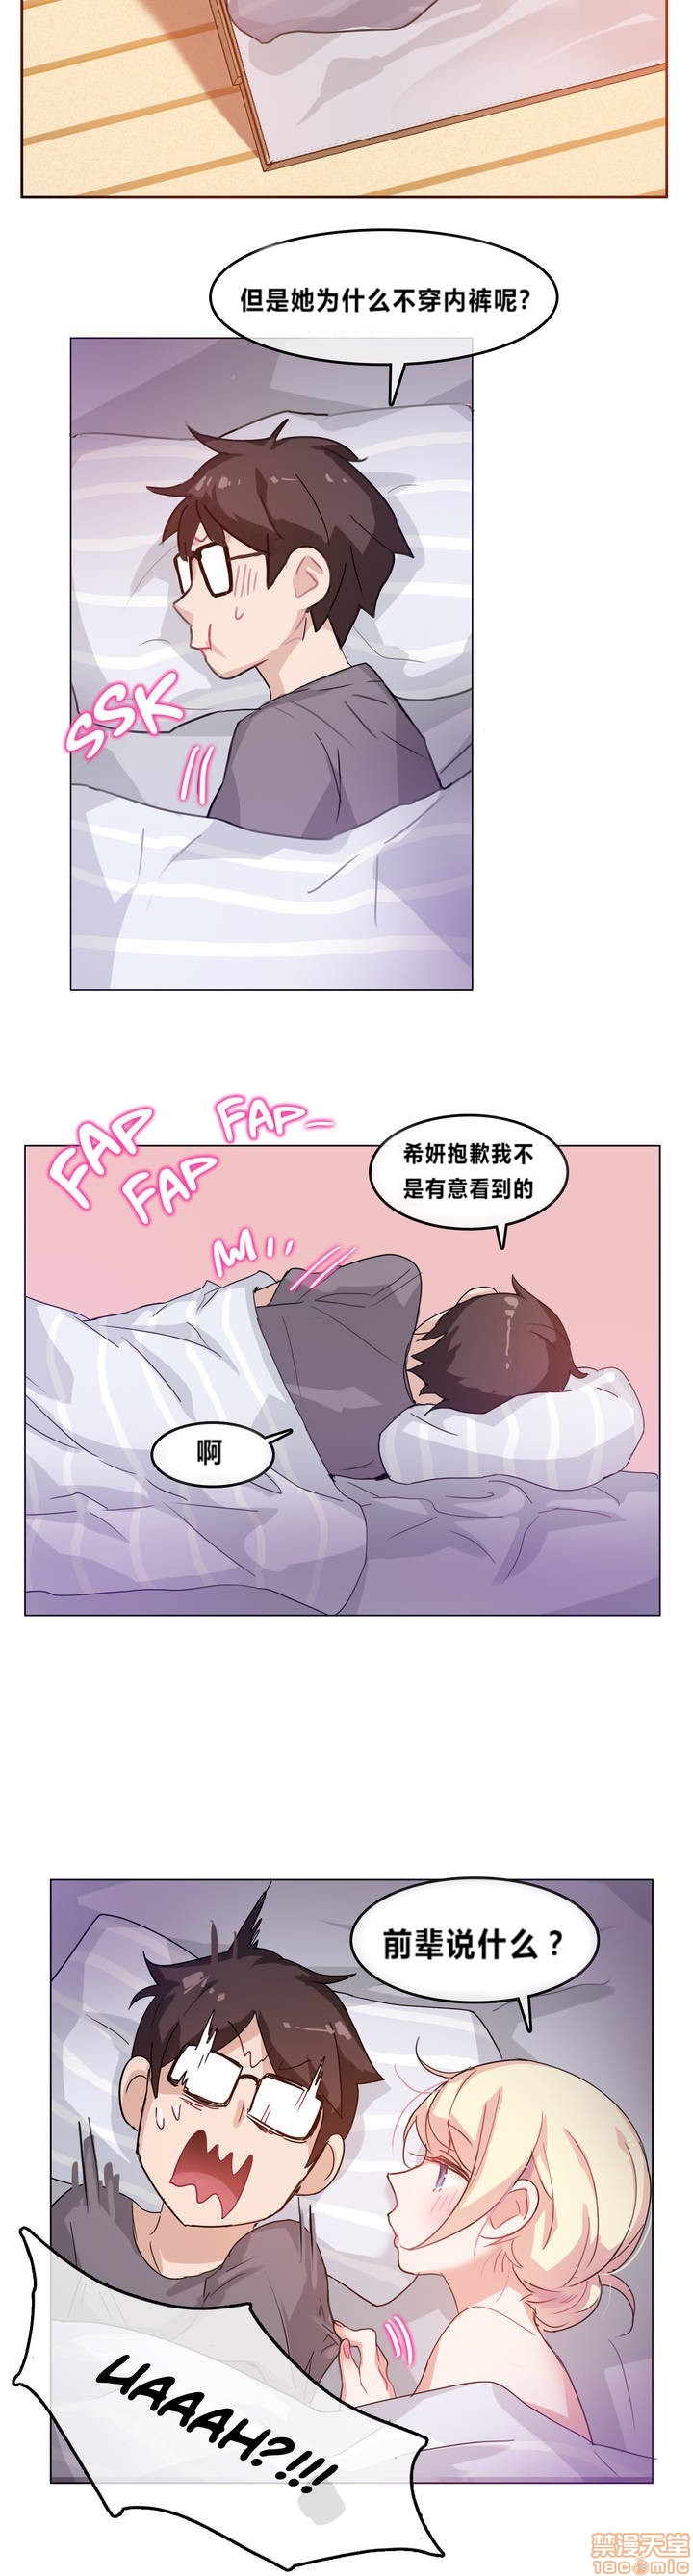 但是她为什么不穿内裤呢?
SSK
FAP
FAP
FAP
希妍抱歉我不
是有意看到的
啊
前辈说什么？
UAAAH?!!!
禁漫天堂
18comic